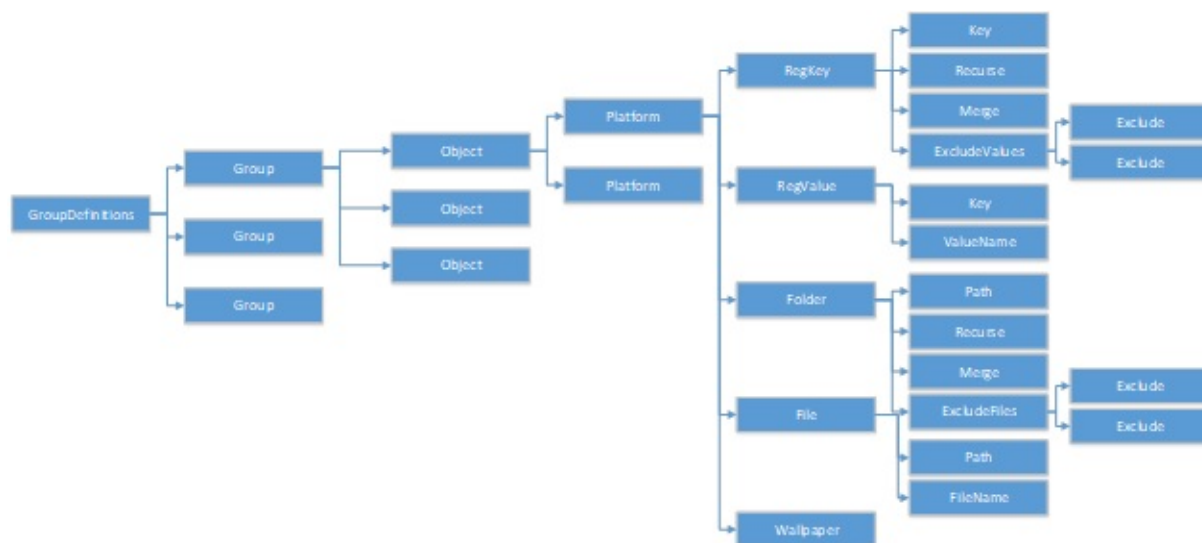 GroupDefinitions
Group
Group
Group
Object
Object
Object
Platform
Platform
RegKey
RegValue
Folder
File
Wallpaper
Key
Recurse
Merge
ExcludeValues
Key
ValueName
Path
Recurse
Merge
ExcludeFiles
Path
FileName
Exclude
Exclude
Exclude
Exclude